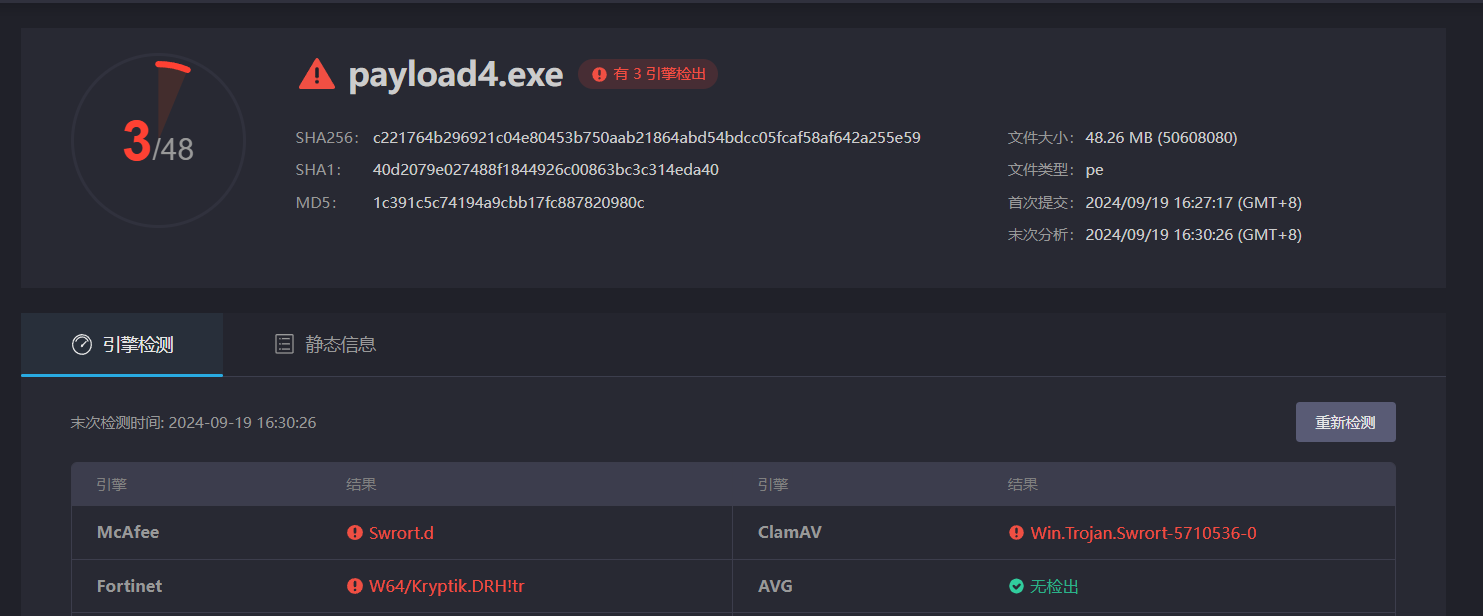 3/48
payload4.exe 有 3 引擎检出
SHA256： c221764b296921c04e80453b750aab21864abd54bdcc05fcaf58af642a255e59 文件大小： 48.26 MB (50608080)
SHA1： 40d2079e027488f1844926c00863bc3c314eda40 文件类型： pe
MD5： 1c391c5c74194a9cbb17fc887820980c 首次提交： 2024/09/19 16:27:17 (GMT+8)
末次分析： 2024/09/19 16:30:26 (GMT+8)
引擎检测 静态信息
末次检测时间: 2024-09-19 16:30:26 重新检测
引擎 结果 引擎 结果
McAfee Swrort.d ClamAV Win.Trojan.Swrort-5710536-0
Fortinet W64/Kryptik.DRH!tr AVG 无检出